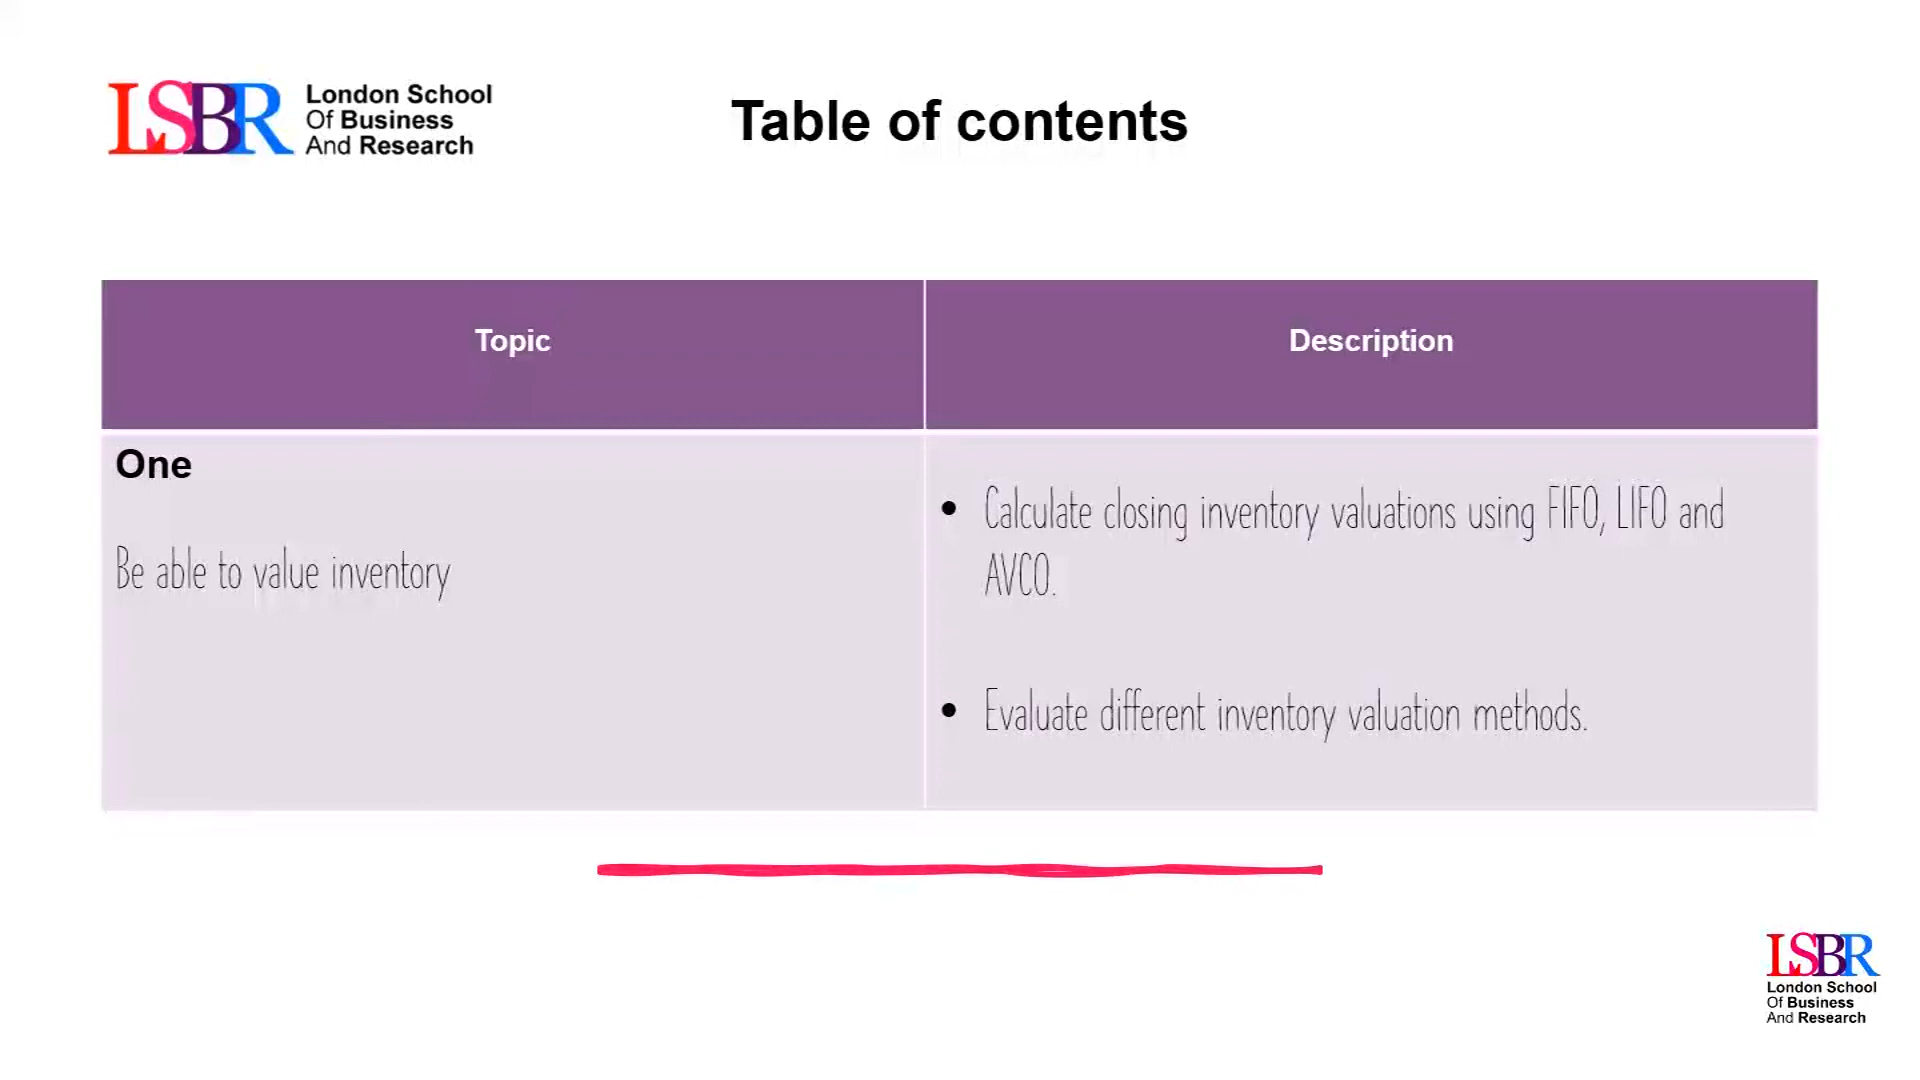 LSBR
London School
Of Business
And Research
Table of contents
Topic
Description
One
Be able to value inventory
• Calculate closing inventory valuations using FIFO, LIFO and
AVCO.
• Evaluate different inventory valuation methods.
LSBR
London School
Of Business
And Research